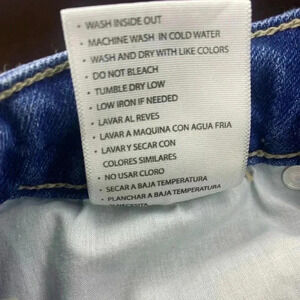 • WASH INSIDE OUT
• MACHINE WASH IN COLD WATER
• WASH AND DRY WITH LIKE COLORS
• DO NOT BLEACH
• TUMBLE DRY LOW
• LOW IRON IF NEEDED
• LAVAR AL REVES
• LAVAR A MAQUINA CON AGUA FRIA
• LAVAR Y SECAR CON
COLORES SIMILARES
• NO USAR CLORO
• SECAR A BAJA TEMPERATURA
• PLANCHAR A BAJA TEMPERATURA